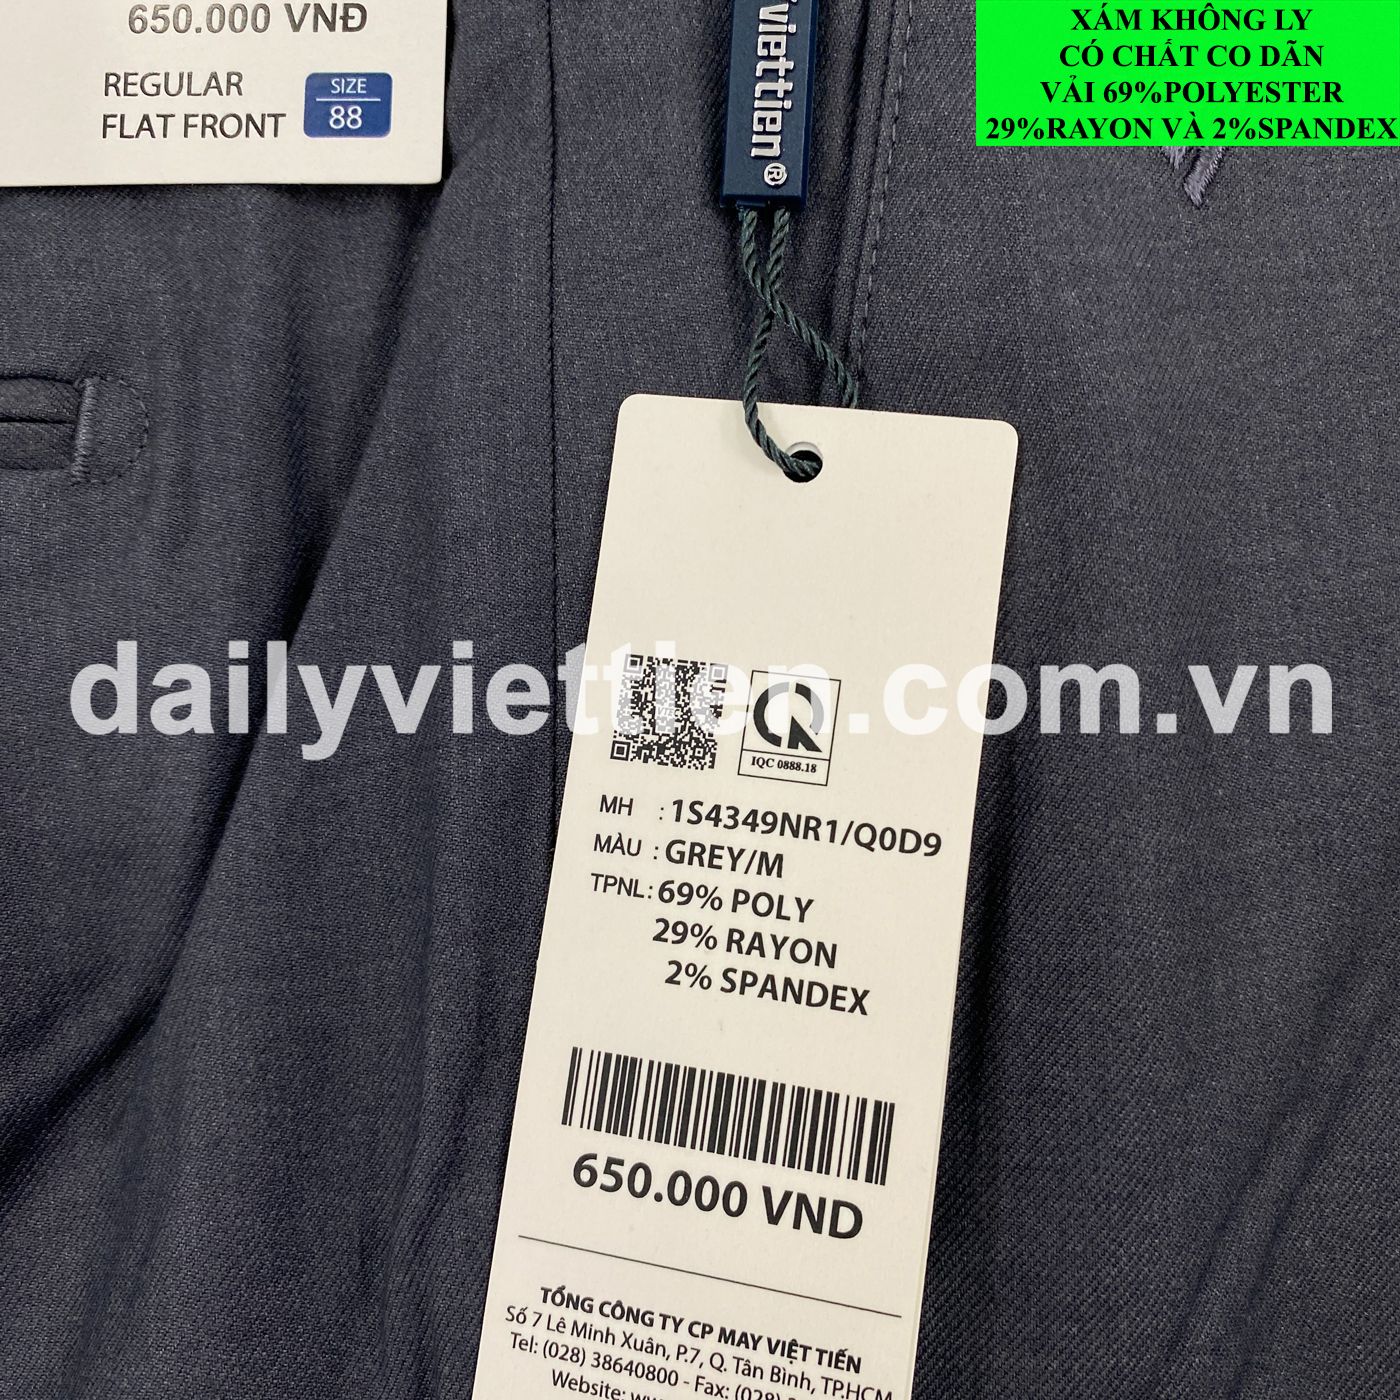 650.000 VNĐ
REGULAR
FLAT FRONT
SIZE
88
viettien®
XÁM KHÔNG LY
CÓ CHẤT CO DÃN
VẢI 69%POLYESTER
29%RAYON VÀ 2%SPANDEX
dailyviettien.com.vn
IQC 0888.18
MH : 1S4349NR1/Q0D9
MÀU : GREY/M
TPNL: 69% POLY
29% RAYON
2% SPANDEX
650.000 VND
TỔNG CÔNG TY CP MAY VIỆT TIẾN
Số 7 Lê Minh Xuân, P.7, Q. Tân Bình, TP.HCM
Tel: (028) 38640800 - Fax: (028)
Website: